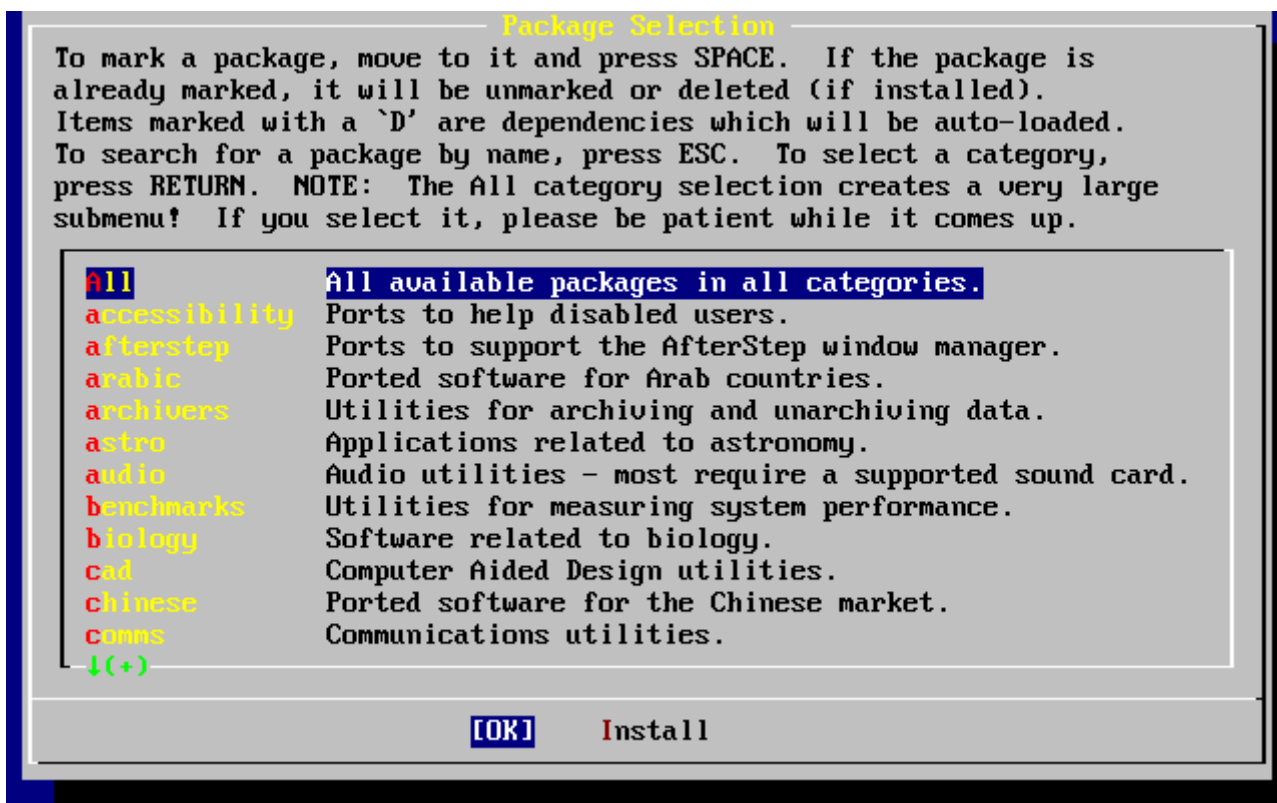 Package Selection
To mark a package, move to it and press SPACE.  If the package is
already marked, it will be unmarked or deleted (if installed).
Items marked with a `D' are dependencies which will be auto-loaded.
To search for a package by name, press ESC.  To select a category,
press RETURN.  NOTE:  The All category selection creates a very large
submenu!  If you select it, please be patient while it comes up.
All All available packages in all categories.
accessibility Ports to help disabled users.
afterstep Ports to support the AfterStep window manager.
arabic Ported software for Arab countries.
archivers Utilities for archiving and unarchiving data.
astro Applications related to astronomy.
audio Audio utilities - most require a supported sound card.
benchmarks Utilities for measuring system performance.
biology Software related to biology.
cad Computer Aided Design utilities.
chinese Ported software for the Chinese market.
comms Communications utilities.
↓(+)
[OK] Install